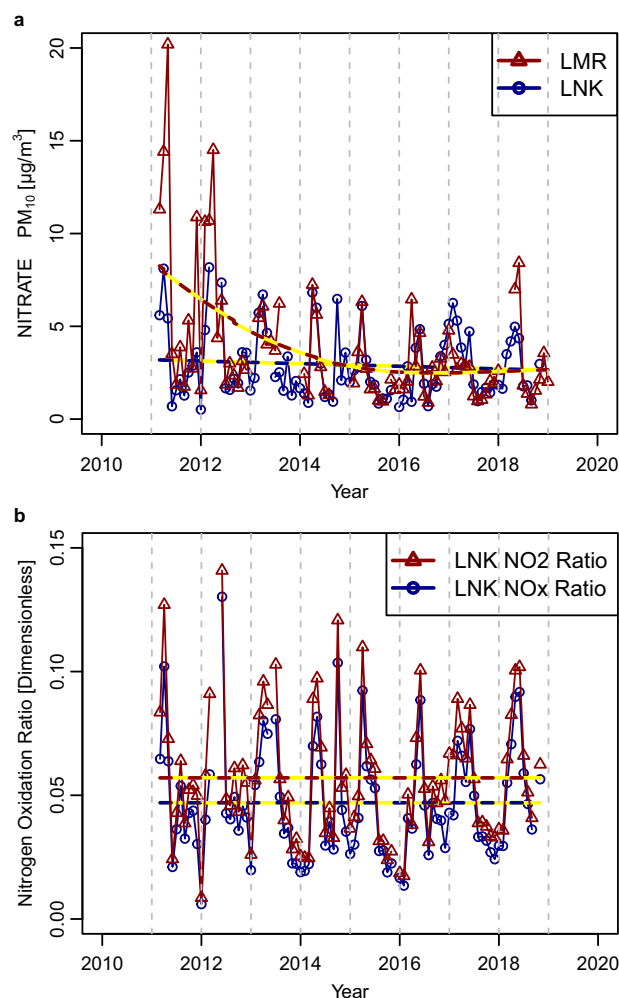 a
NITRATE PM10 [µg/m3]
20
15
10
5
0
LMR
LNK
2010 2012 2014 2016 2018 2020
Year
b
Nitrogen Oxidation Ratio [Dimensionless]
0.15
0.10
0.05
0.00
LNK NO2 Ratio
LNK NOx Ratio
2010 2012 2014 2016 2018 2020
Year